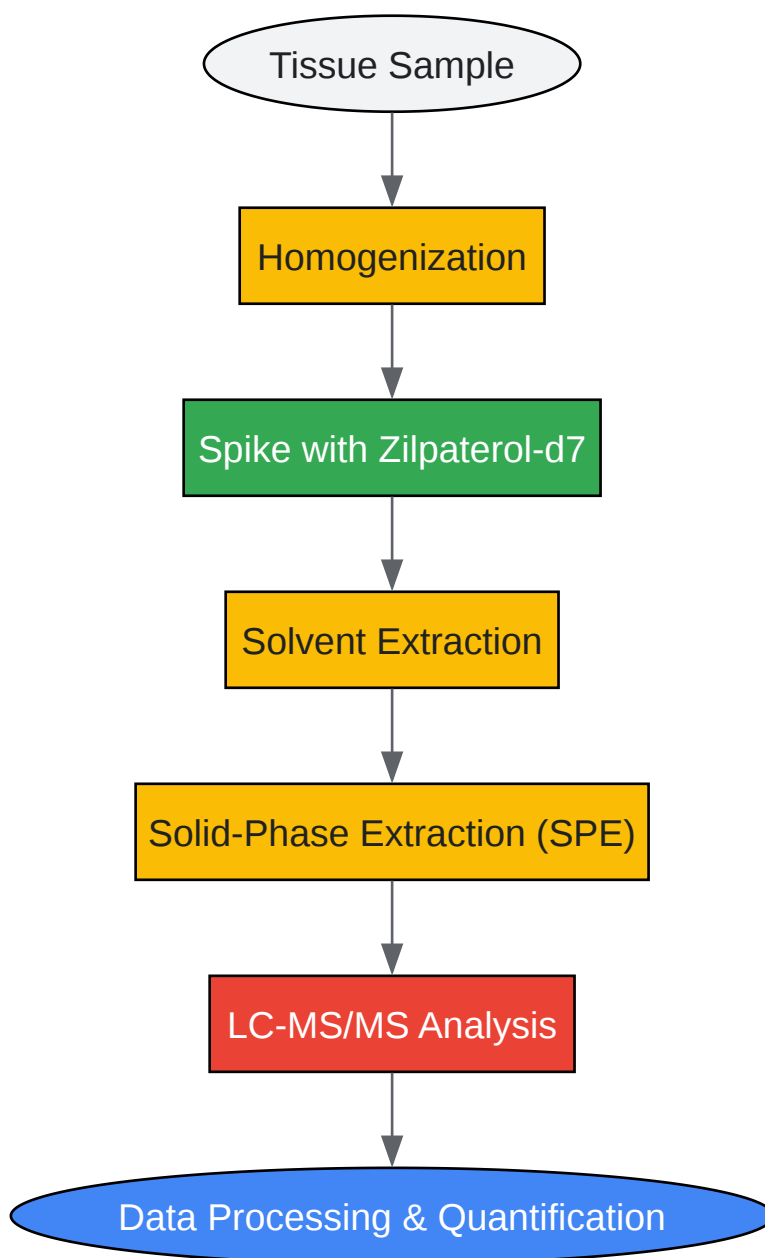 Tissue Sample
Homogenization
Spike with Zilpaterol-d7
Solvent Extraction
Solid-Phase Extraction (SPE)
LC-MS/MS Analysis
Data Processing & Quantification